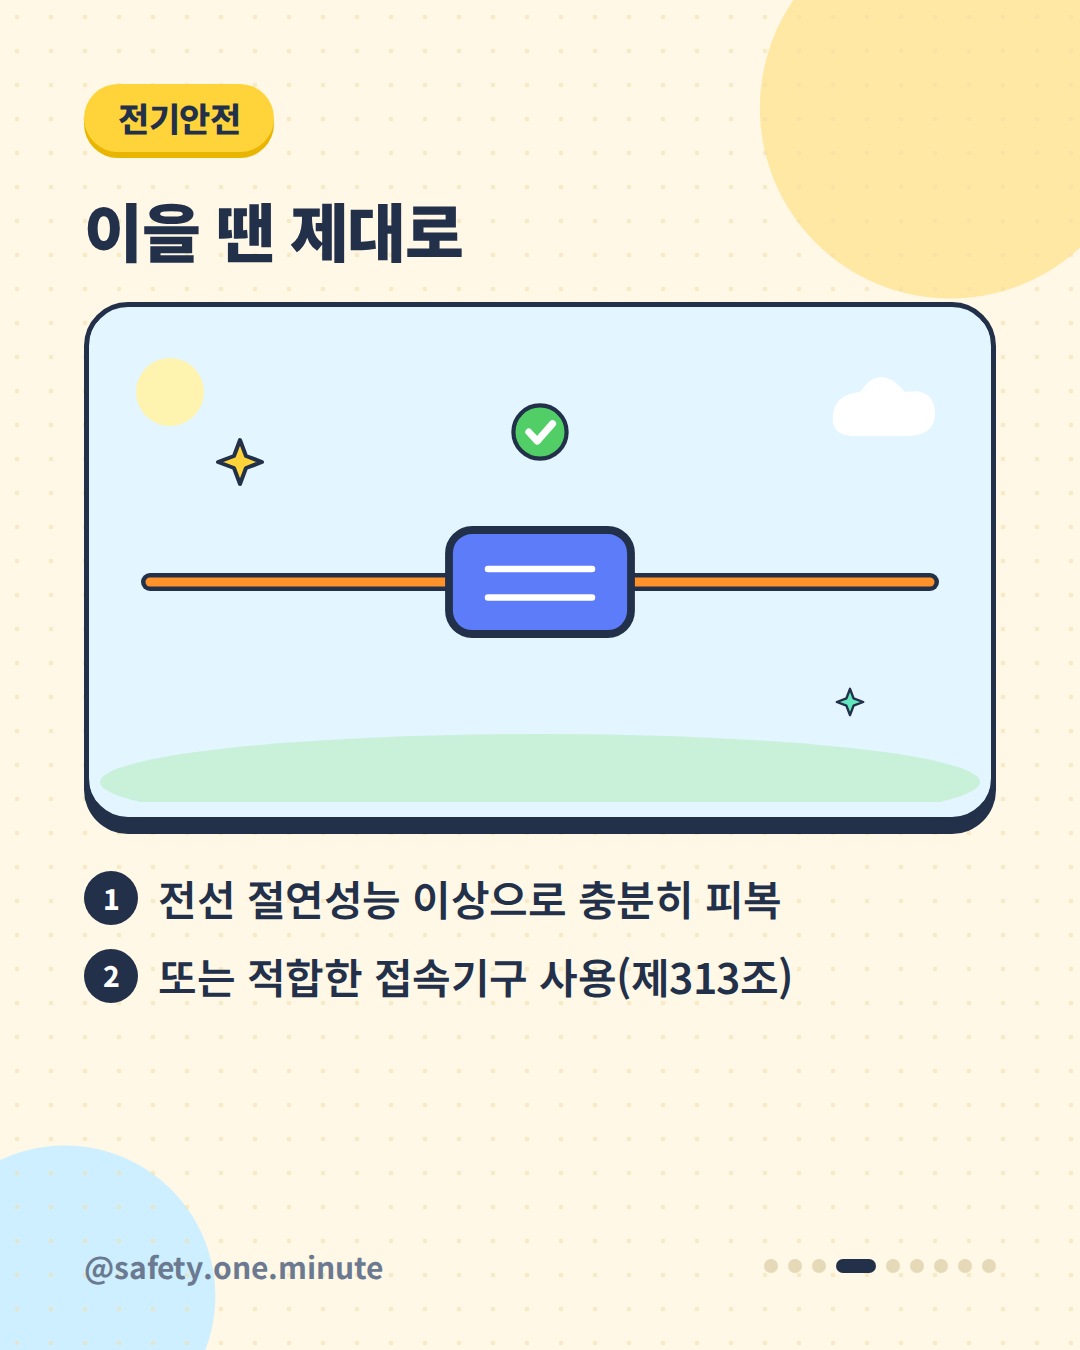 전기안전
이을 땐 제대로
1 전선 절연성능 이상으로 충분히 피복
2 또는 적합한 접속기구 사용(제313조)
@safety.one.minute